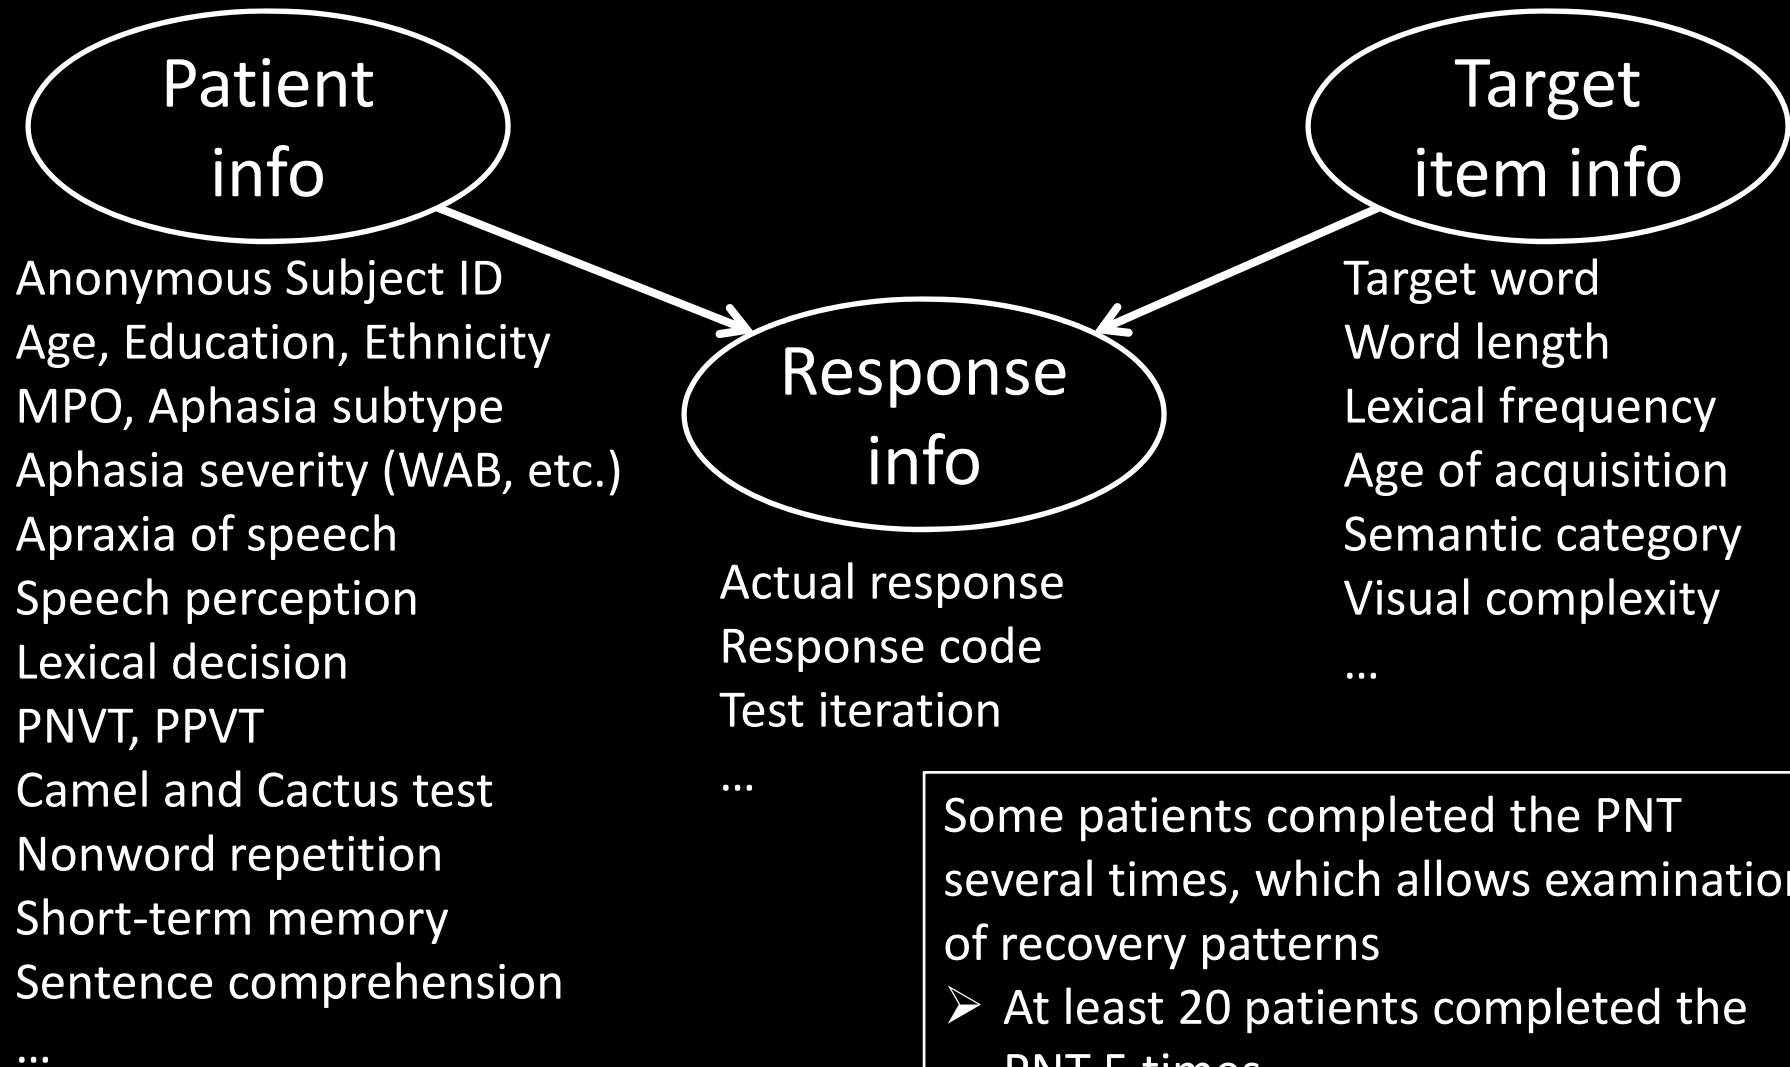 Patient
info
Anonymous Subject ID
Age, Education, Ethnicity
MPO, Aphasia subtype
Aphasia severity (WAB, etc.)
Apraxia of speech
Speech perception
Lexical decision
PNVT, PPVT
Camel and Cactus test
Nonword repetition
Short-term memory
Sentence comprehension
...
Response
info
Actual response
Response code
Test iteration
...
Target
item info
Target word
Word length
Lexical frequency
Age of acquisition
Semantic category
Visual complexity
...
Some patients completed the PNT
several times, which allows examination
of recovery patterns
➢ At least 20 patients completed the
PNT 5 times